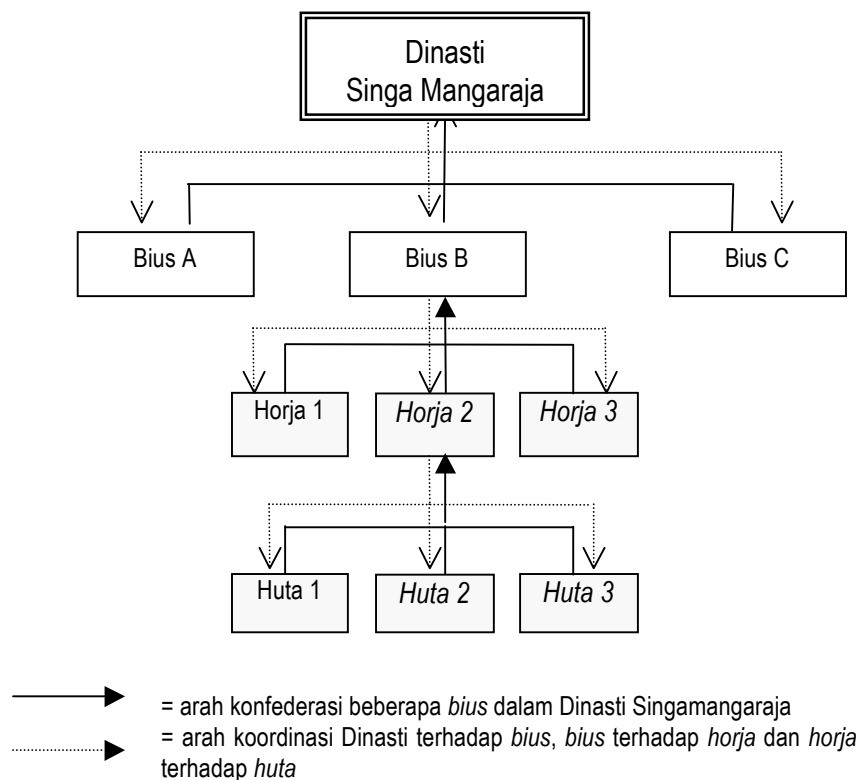 Dinasti
Singa Mangaraja
Bius A
Bius B
Bius C
Horja 1
Horja 2
Horja 3
Huta 1
Huta 2
Huta 3
= arah konfederasi beberapa bius dalam Dinasti Singamangaraja
= arah koordinasi Dinasti terhadap bius, bius terhadap horja dan horja
terhadap huta